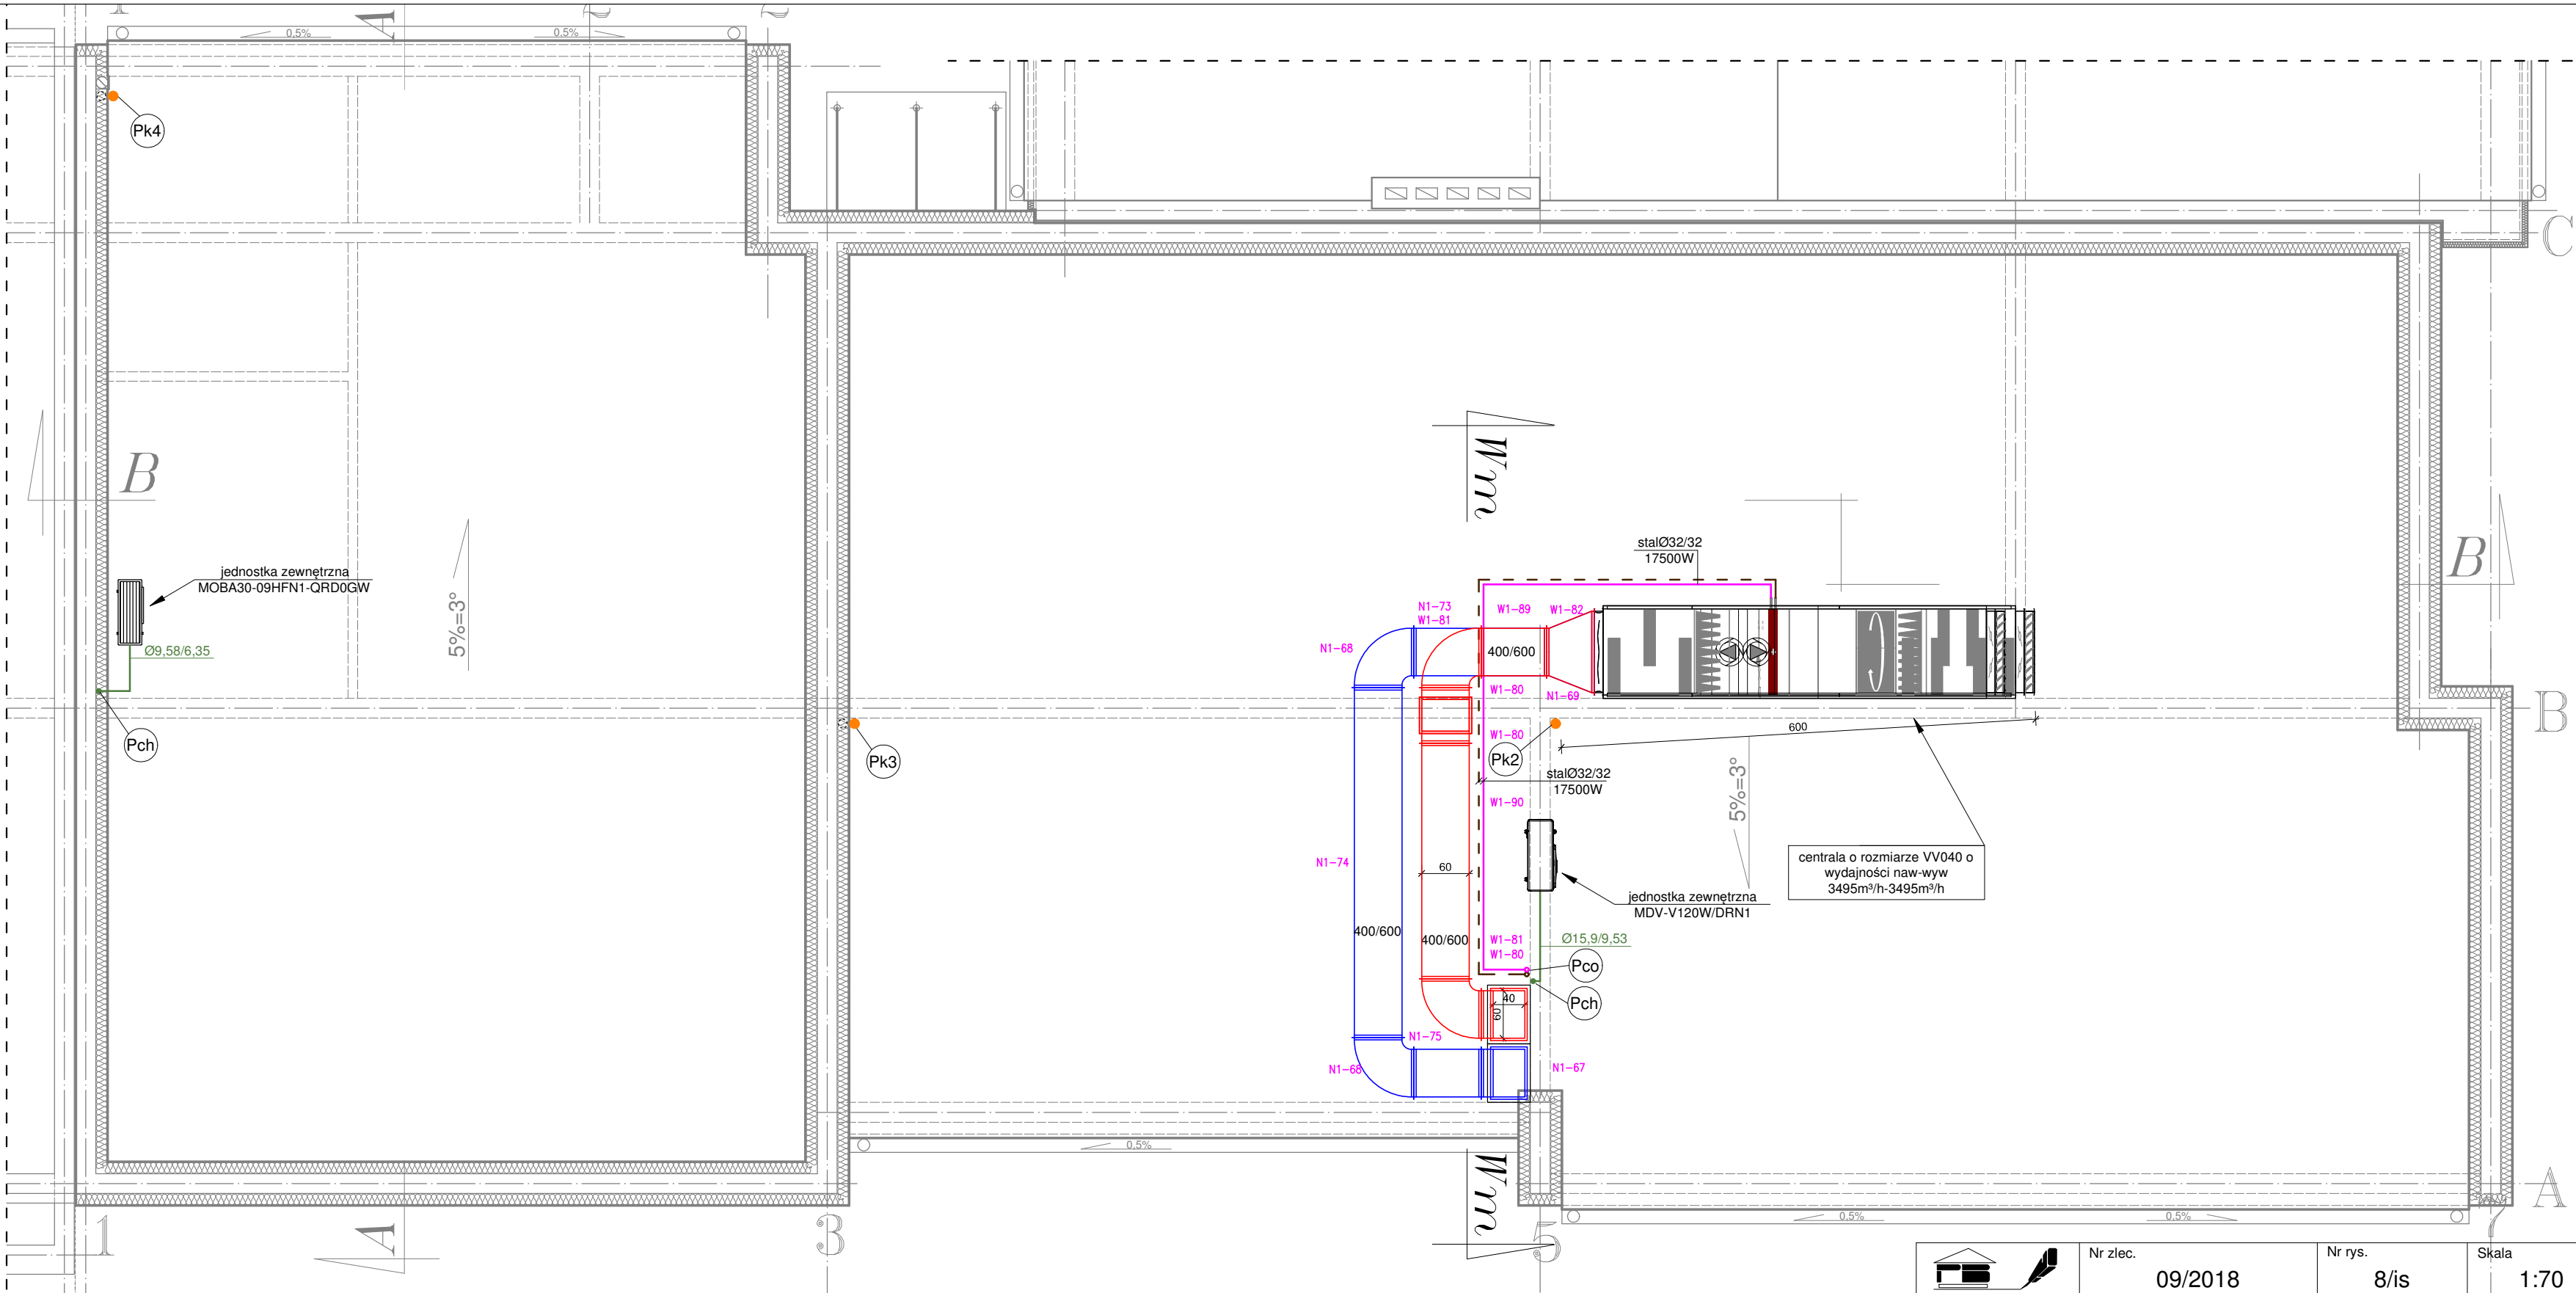 0,5%
0,5%
A
Pk4
C
Wm
B
B
jednostka zewnętrzna
MOBA30-09HFN1-QRD0GW
5%=3°
Ø9,58/6,35
stalØ32/32
17500W
N1-73
W1-81
W1-89
W1-82
N1-68
400/600
W1-80
N1-69
B
600
W1-80
Pch
Pk3
Pk2
stalØ32/32
17500W
5%=3°
W1-90
N1-74
60
centrala o rozmiarze VV040 o
wydajności naw-wyw
3495m³/h-3495m³/h
jednostka zewnętrzna
MDV-V120W/DRN1
400/600
400/600
W1-81
W1-80
Ø15,9/9,53
Pco
Pch
40
60
N1-75
N1-68
N1-67
0,5%
Wm
A
0,5%
0,5%
1
A
3
5
7
Nr zlec.
09/2018
Nr rys.
8/is
Skala
1:70